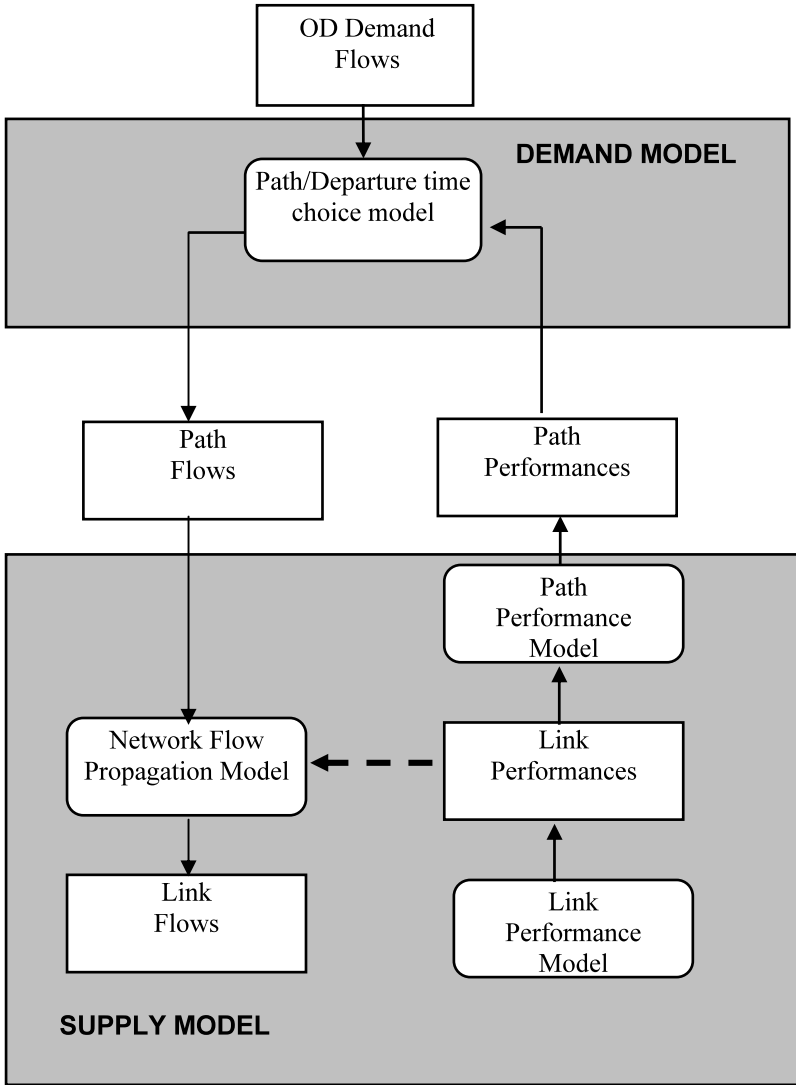 OD Demand
Flows
DEMAND MODEL
Path/Departure time
choice model
Path
Flows
Path
Performances
Path
Performance
Model
Network Flow
Propagation Model
Link
Performances
Link
Flows
Link
Performance
Model
SUPPLY MODEL